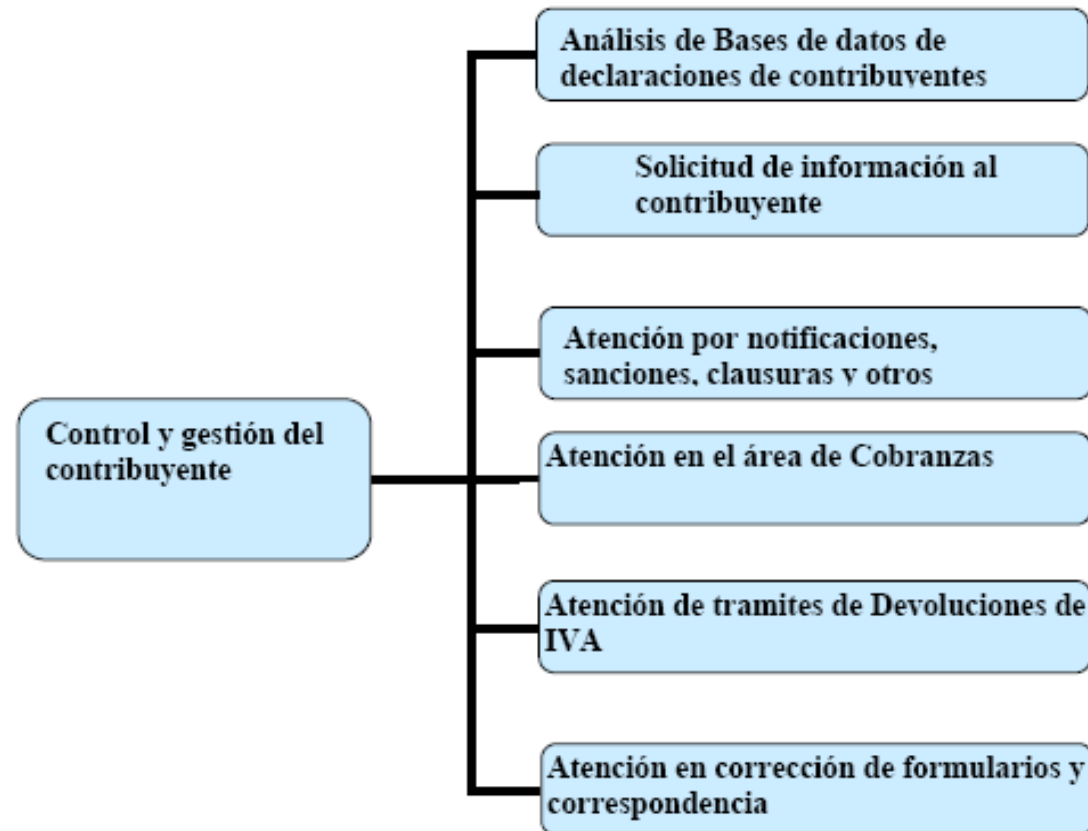 Análisis de Bases de datos de
declaraciones de contribuyentes
Solicitud de información al
contribuyente
Atención por notificaciones,
sanciones, clausuras y otros
Control y gestión del
contribuyente
Atención en el área de Cobranzas
Atención de tramites de Devoluciones de
IVA
Atención en corrección de formularios y
correspondencia